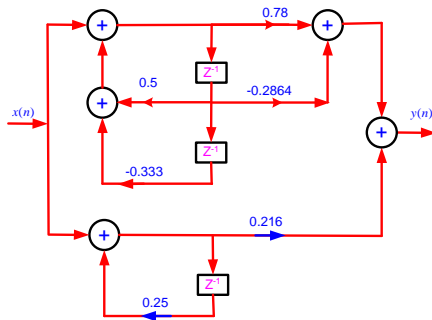 0.78
+
+
Z⁻¹
0.5
-0.2864
+
x(n)
y(n)
+
Z⁻¹
-0.333
0.216
+
Z⁻¹
0.25